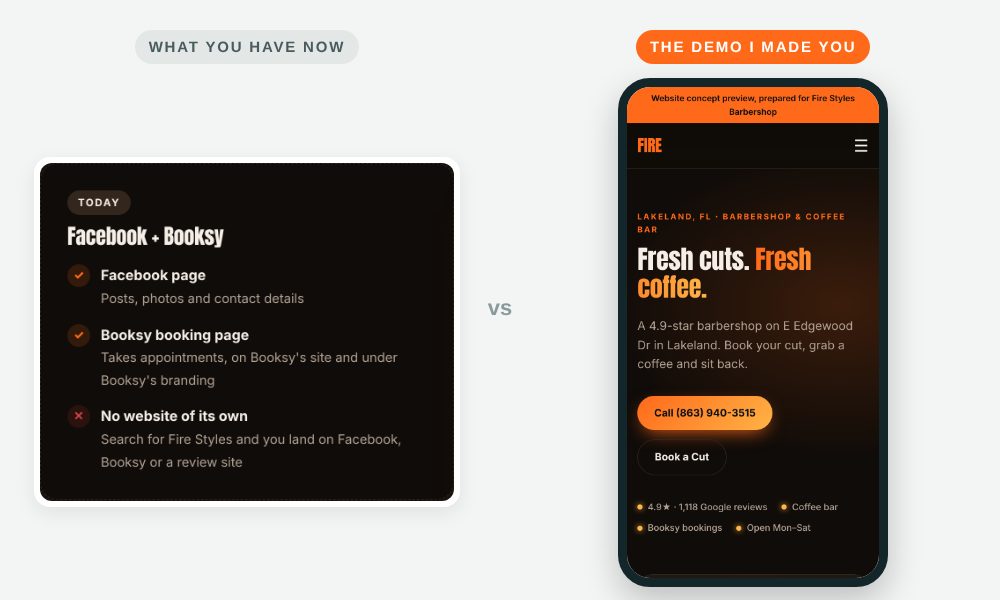 WHAT YOU HAVE NOW
TODAY
Facebook + Booksy
Facebook page
Posts, photos and contact details
Booksy booking page
Takes appointments, on Booksy's site and under
Booksy's branding
No website of its own
Search for Fire Styles and you land on Facebook,
Booksy or a review site
vs
THE DEMO I MADE YOU
Website concept preview, prepared for Fire Styles
Barbershop
FIRE
LAKELAND, FL · BARBERSHOP & COFFEE
BAR
Fresh cuts. Fresh
coffee.
A 4.9-star barbershop on E Edgewood
Dr in Lakeland. Book your cut, grab a
coffee and sit back.
Call (863) 940-3515
Book a Cut
4.9★ · 1,118 Google reviews Coffee bar
Booksy bookings Open Mon–Sat